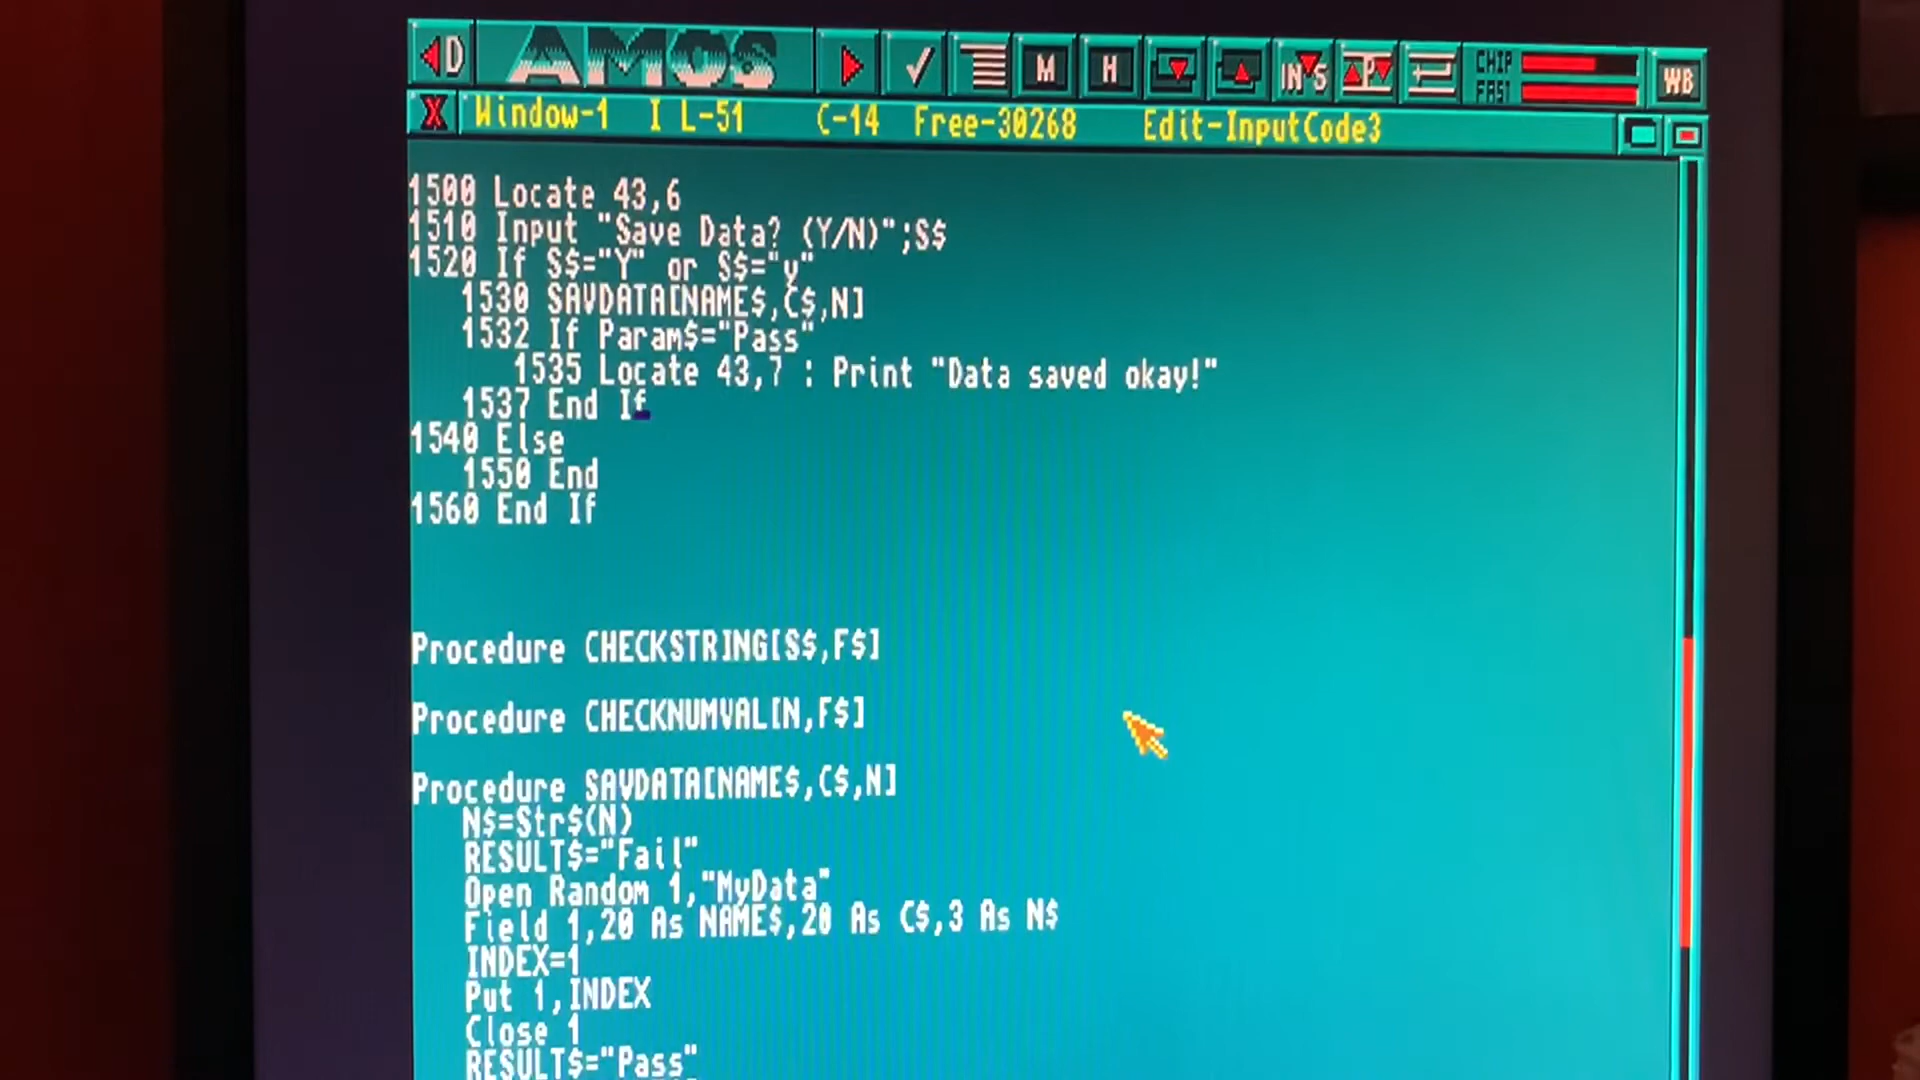 D AMOS M H INS P CHIP FAST WB
X Window-1 I L-51 C-14 Free-30268 Edit-InputCode3
1500 Locate 43,6
1510 Input "Save Data? (Y/N)";S$
1520 If S$="Y" or S$="y"
1530 SAVDATA[NAME$,C$,N]
1532 If Param$="Pass"
1535 Locate 43,7 : Print "Data saved okay!"
1537 End If
1540 Else
1550 End
1560 End If
Procedure CHECKSTRING[S$,F$]
Procedure CHECKNUMVAL[N,F$]
Procedure SAVDATA[NAME$,C$,N]
N$=Str$(N)
RESULT$="Fail"
Open Random 1,"MyData"
Field 1,20 As NAME$,20 As C$,3 As N$
INDEX=1
Put 1,INDEX
Close 1
RESULT$="Pass"